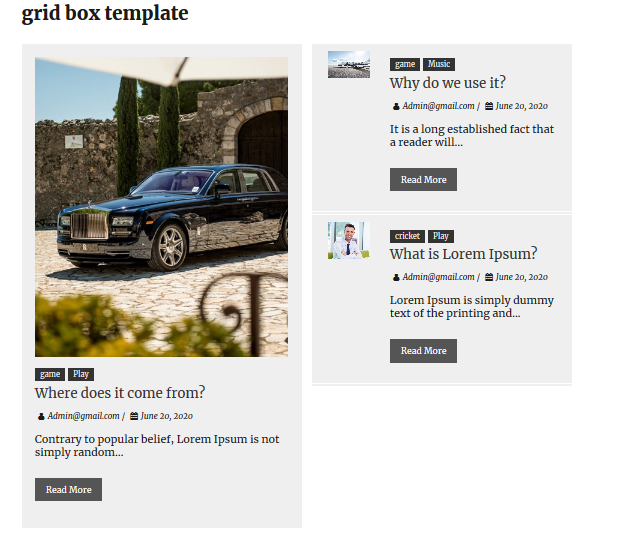 grid box template
game Play
Where does it come from?
Admin@gmail.com / June 20, 2020
Contrary to popular belief, Lorem Ipsum is not
simply random...
Read More
game Music
Why do we use it?
Admin@gmail.com / June 20, 2020
It is a long established fact that
a reader will...
Read More
cricket Play
What is Lorem Ipsum?
Admin@gmail.com / June 20, 2020
Lorem Ipsum is simply dummy
text of the printing and...
Read More